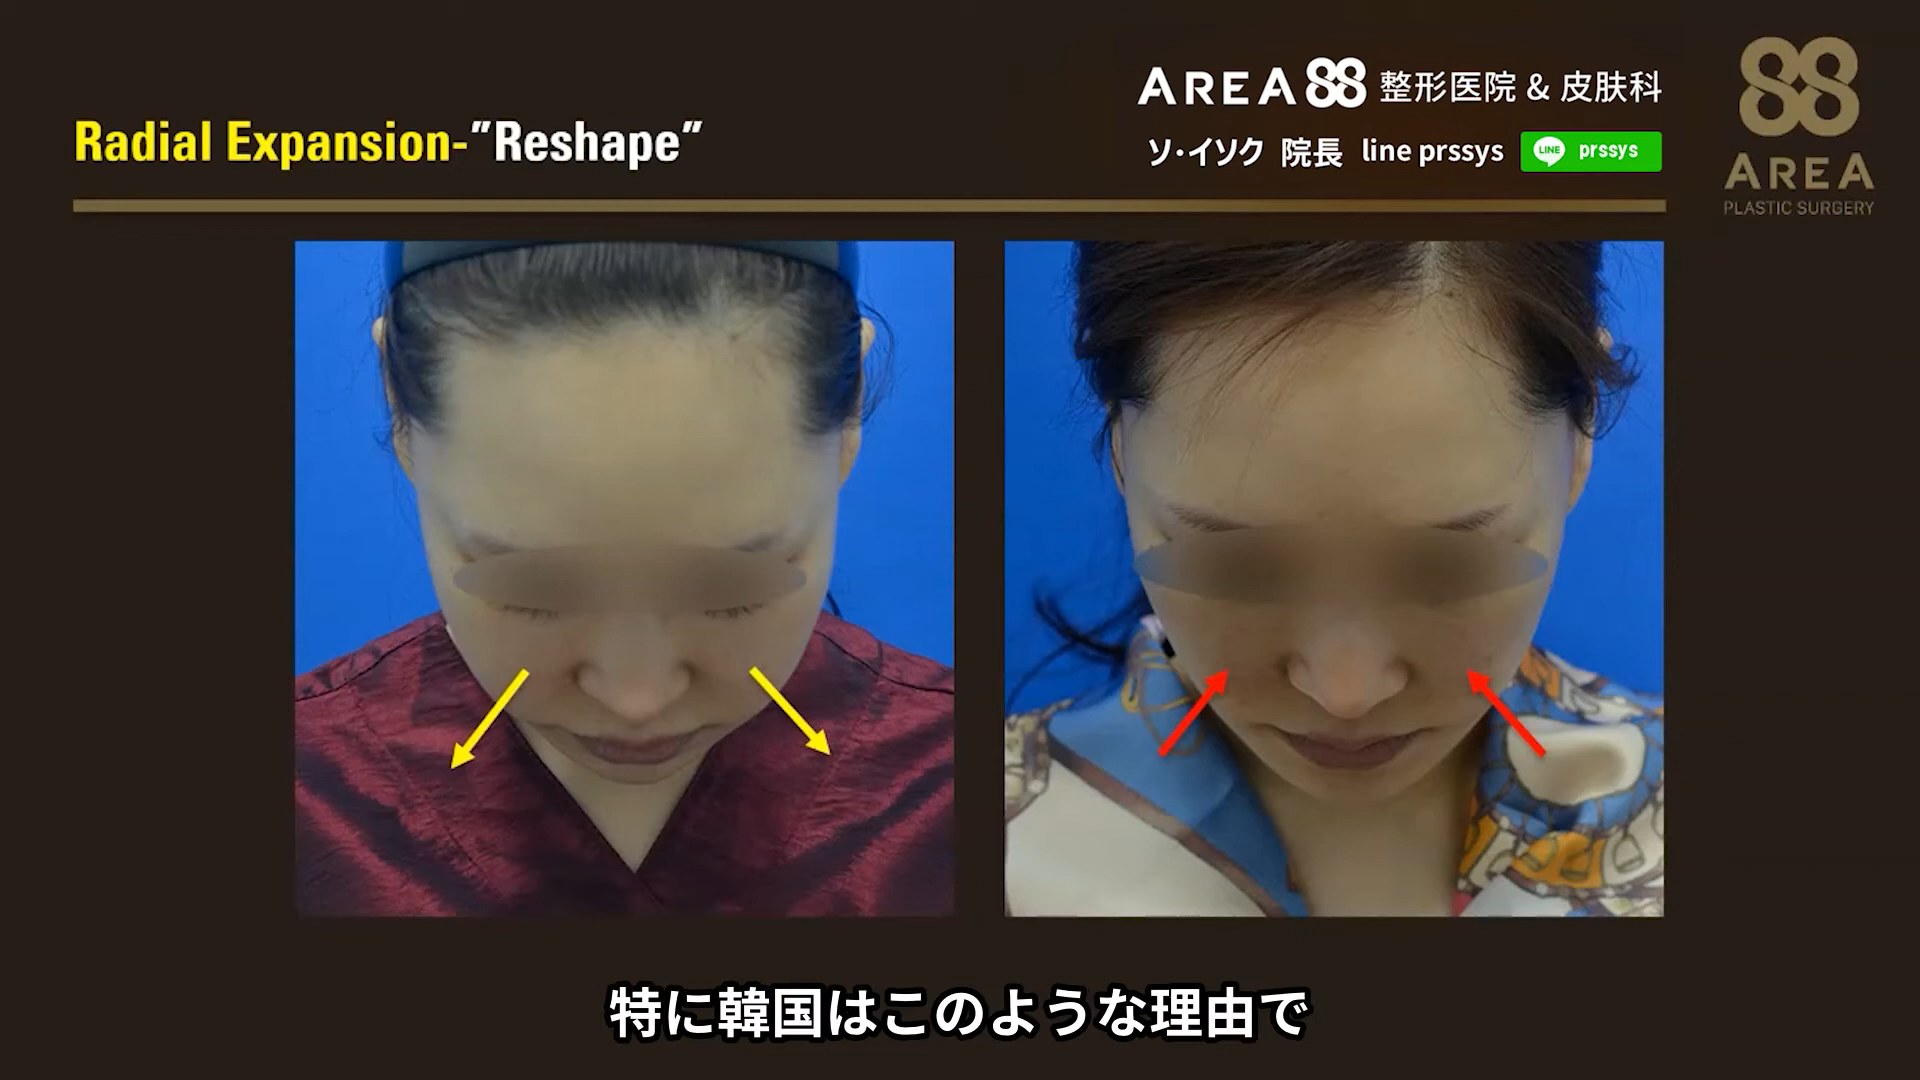 AREA 88 整形医院 & 皮肤科
ソ・イソク 院長 line prssys LINE prssys
88
AREA
PLASTIC SURGERY
Radial Expansion-"Reshape"
特に韓国はこのような理由で